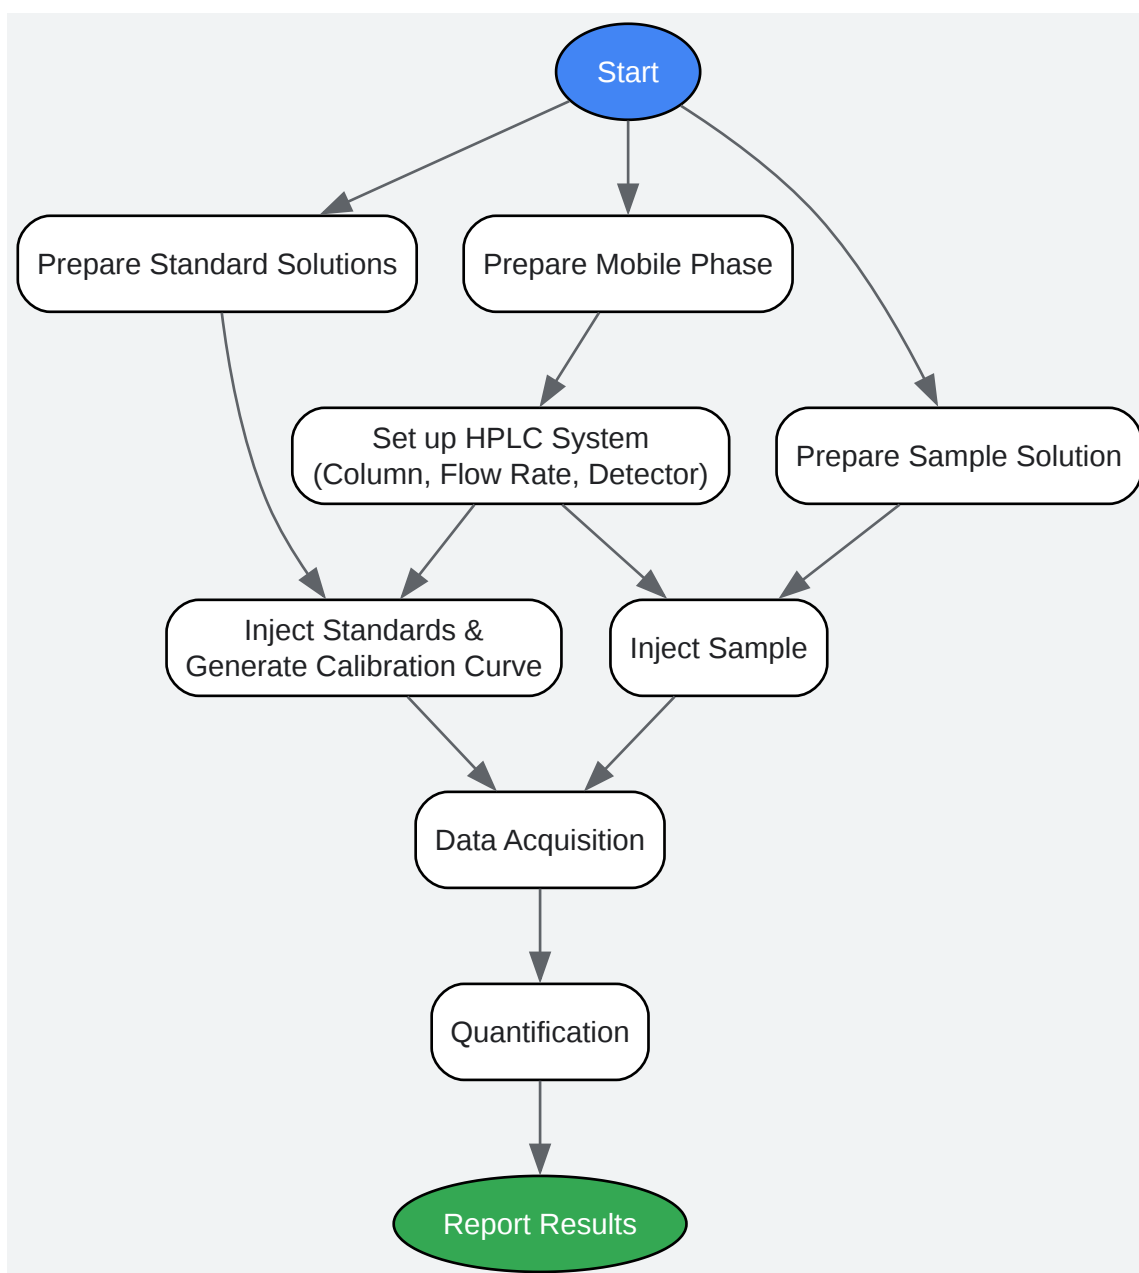 Start
Prepare Standard Solutions
Prepare Mobile Phase
Set up HPLC System
(Column, Flow Rate, Detector)
Prepare Sample Solution
Inject Standards &
Generate Calibration Curve
Inject Sample
Data Acquisition
Quantification
Report Results